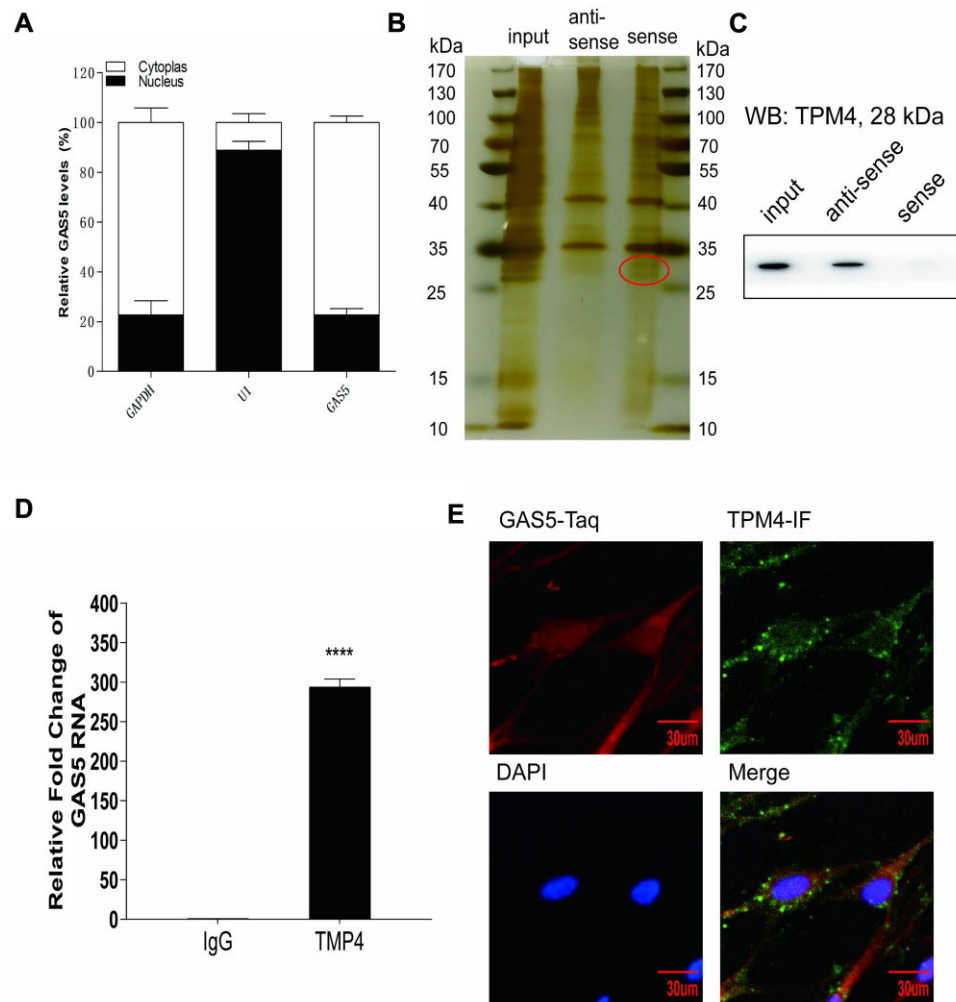 A
Cytoplas
Nucleus
Relative GAS5 levels (%)
120
100
80
60
40
20
0
GAPDH
U1
GAS5
B
kDa
input
anti-
sense
sense
kDa
170
130
100
70
55
40
35
25
15
10
170
130
100
70
55
40
35
25
15
10
C
WB: TPM4, 28 kDa
input
anti-sense
sense
D
Relative Fold Change of
GAS5 RNA
400
350
300
250
200
150
100
50
0
****
IgG
TMP4
E
GAS5-Taq
TPM4-IF
30um
30um
DAPI
Merge
30um
30um